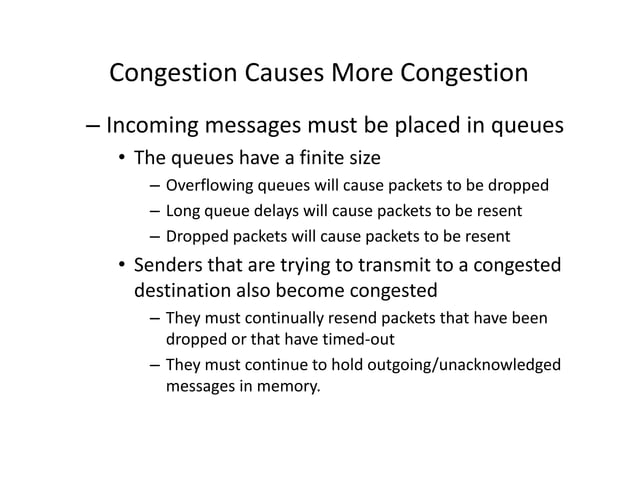 Congestion Causes More Congestion
– Incoming messages must be placed in queues
• The queues have a finite size
– Overflowing queues will cause packets to be dropped
– Long queue delays will cause packets to be resent
– Dropped packets will cause packets to be resent
• Senders that are trying to transmit to a congested
destination also become congested
– They must continually resend packets that have been
dropped or that have timed-out
– They must continue to hold outgoing/unacknowledged
messages in memory.